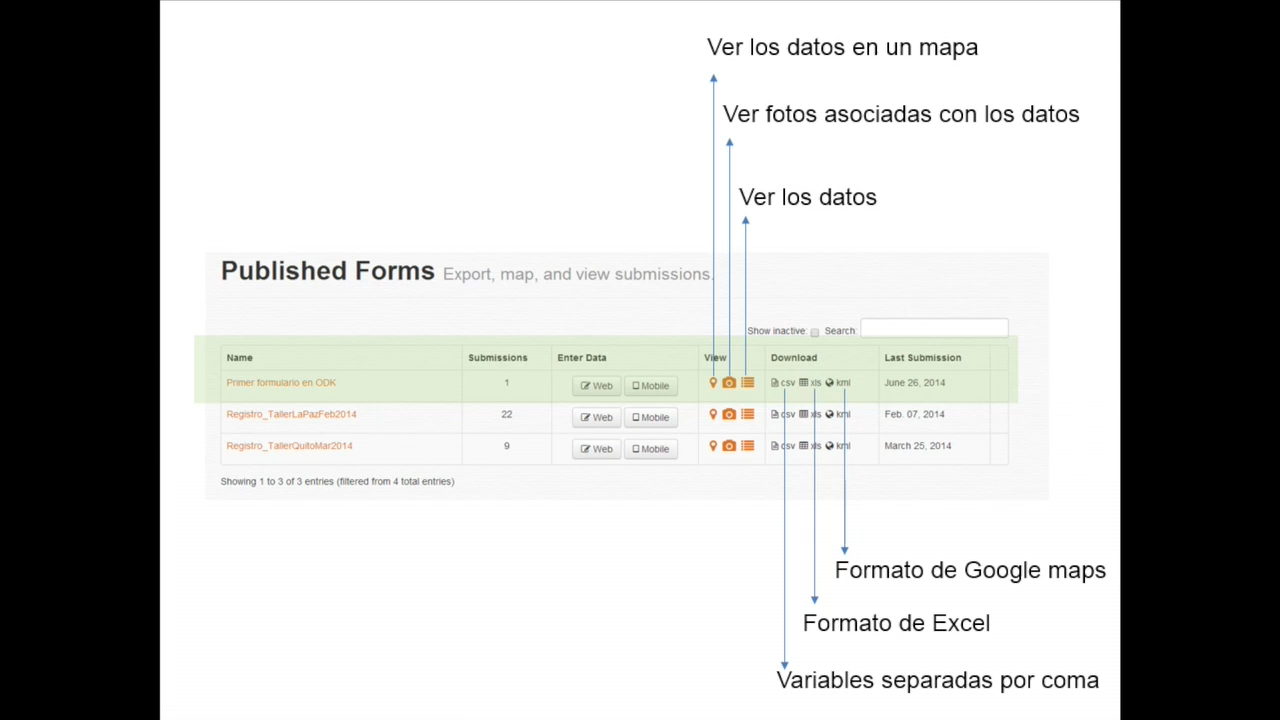 Ver los datos en un mapa
Ver fotos asociadas con los datos
Ver los datos
Published Forms Export, map, and view submissions.
Show inactive: Search:
Name Submissions Enter Data View Download Last Submission
Primer formulario en ODK 1 Web Mobile csv xls kml June 26, 2014
Registro_TallerLaPazFeb2014 22 Web Mobile csv xls kml Feb. 07, 2014
Registro_TallerQuitoMar2014 9 Web Mobile csv xls kml March 25, 2014
Showing 1 to 3 of 3 entries (filtered from 4 total entries)
Formato de Google maps
Formato de Excel
Variables separadas por coma